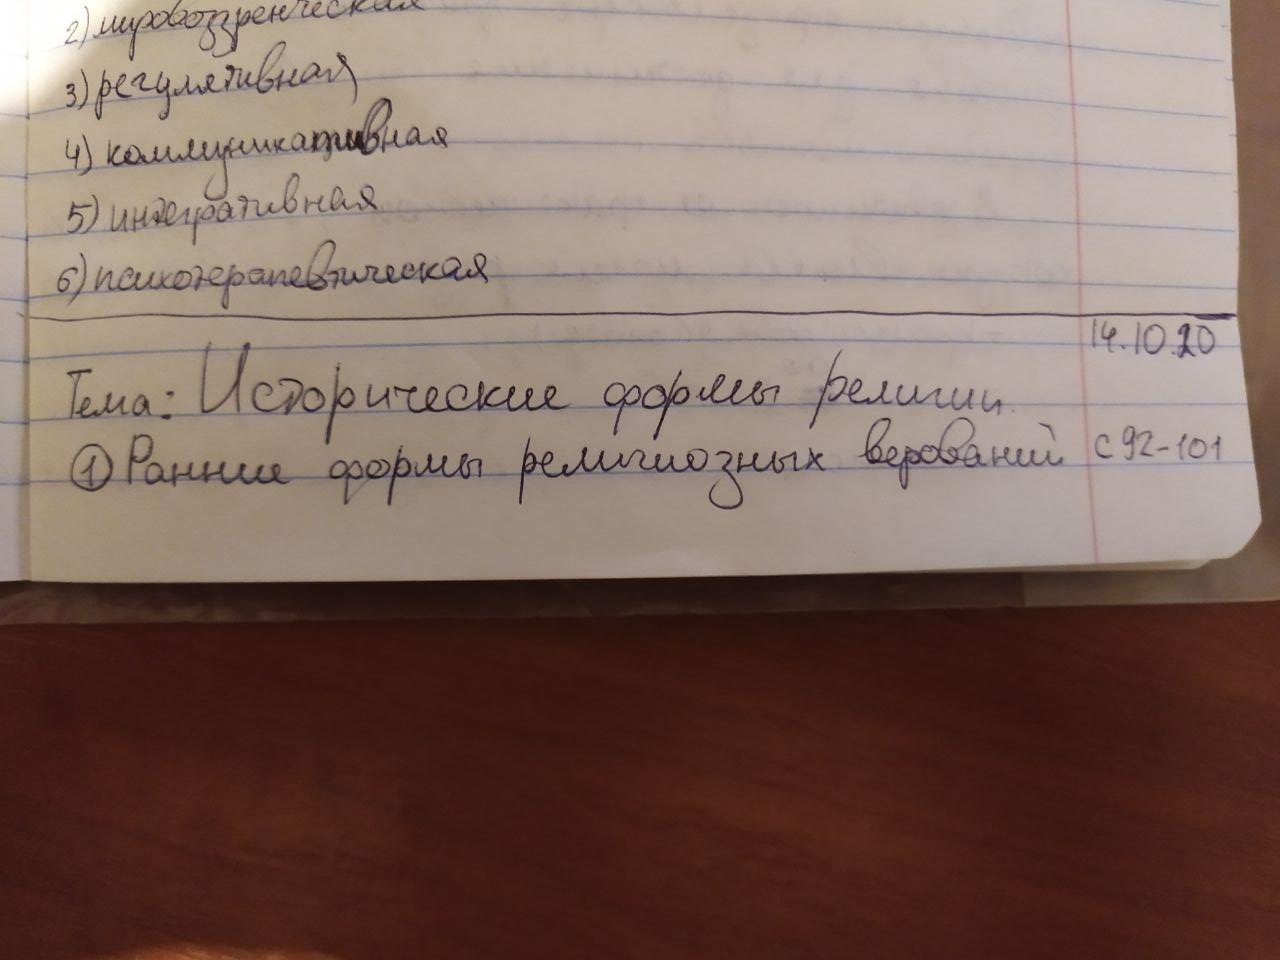 2) мировоззренческая
3) регулятивная
4) коммуникативная
5) интегративная
6) психотерапевтическая
14.10.20
Тема: Исторические формы религии.
① Ранние формы религиозных верований с 92-101